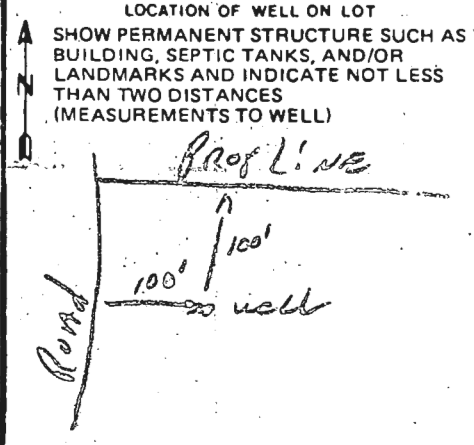 LOCATION OF WELL ON LOT
SHOW PERMANENT STRUCTURE SUCH AS
BUILDING, SEPTIC TANKS, AND/OR
LANDMARKS AND INDICATE NOT LESS
THAN TWO DISTANCES
(MEASUREMENTS TO WELL)
N
Prop LiNE
100'
100'
well
Road